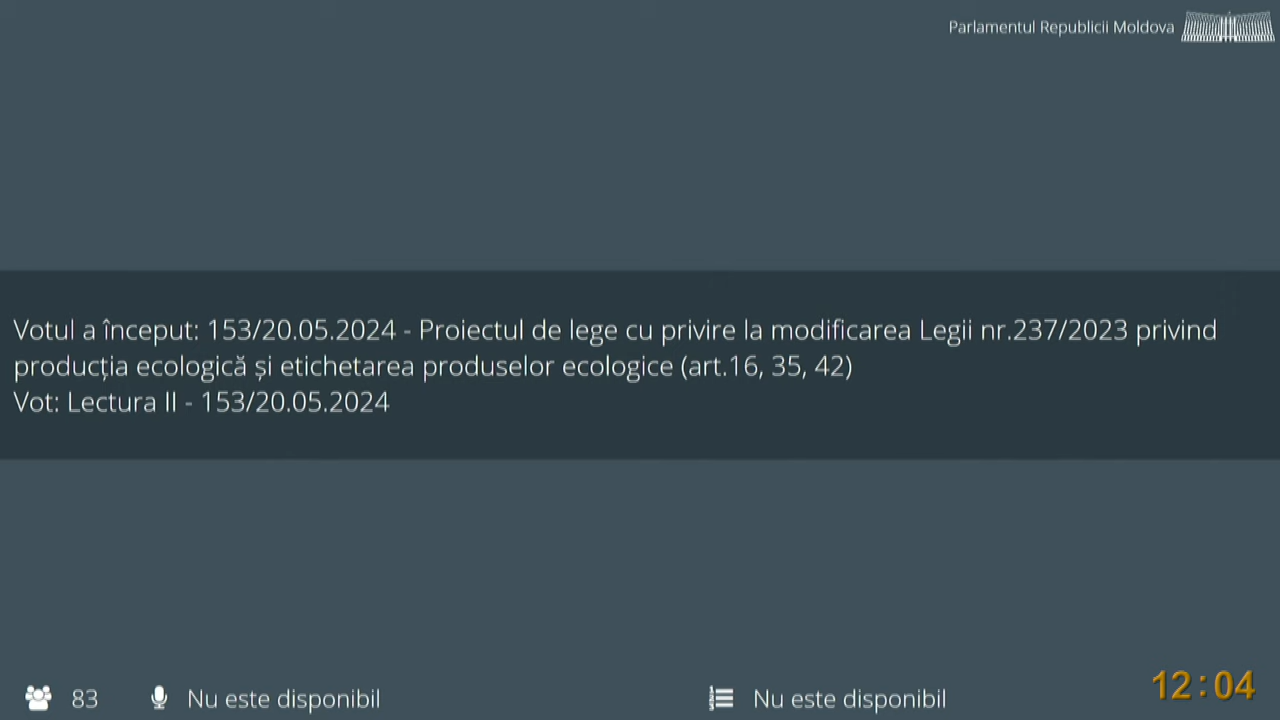 Parlamentul Republicii Moldova
Votul a început: 153/20.05.2024 - Proiectul de lege cu privire la modificarea Legii nr.237/2023 privind
producția ecologică și etichetarea produselor ecologice (art.16, 35, 42)
Vot: Lectura II - 153/20.05.2024
83 Nu este disponibil Nu este disponibil 12:04